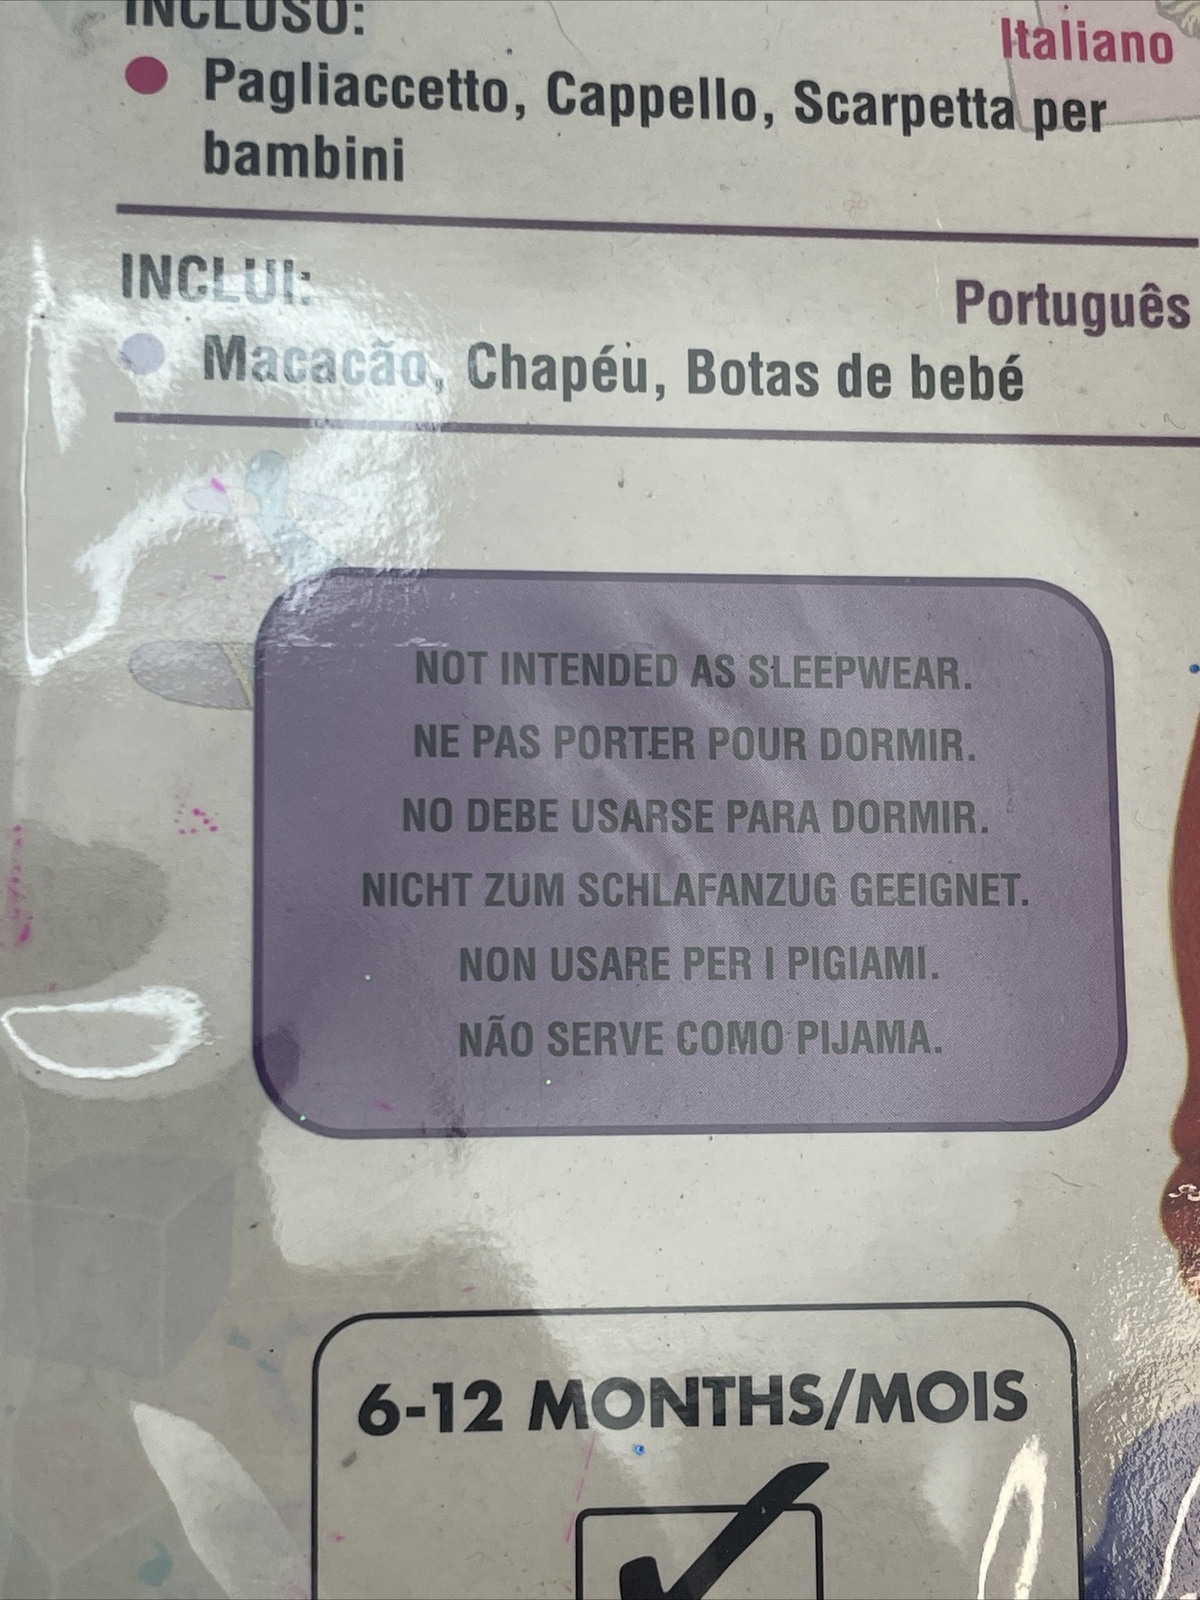 INCLUSO:
Italiano
Pagliaccetto, Cappello, Scarpetta per
bambini
INCLUI:
Português
Macacão, Chapéu, Botas de bebé
NOT INTENDED AS SLEEPWEAR.
NE PAS PORTER POUR DORMIR.
NO DEBE USARSE PARA DORMIR.
NICHT ZUM SCHLAFANZUG GEEIGNET.
NON USARE PER I PIGIAMI.
NÃO SERVE COMO PIJAMA.
6-12 MONTHS/MOIS